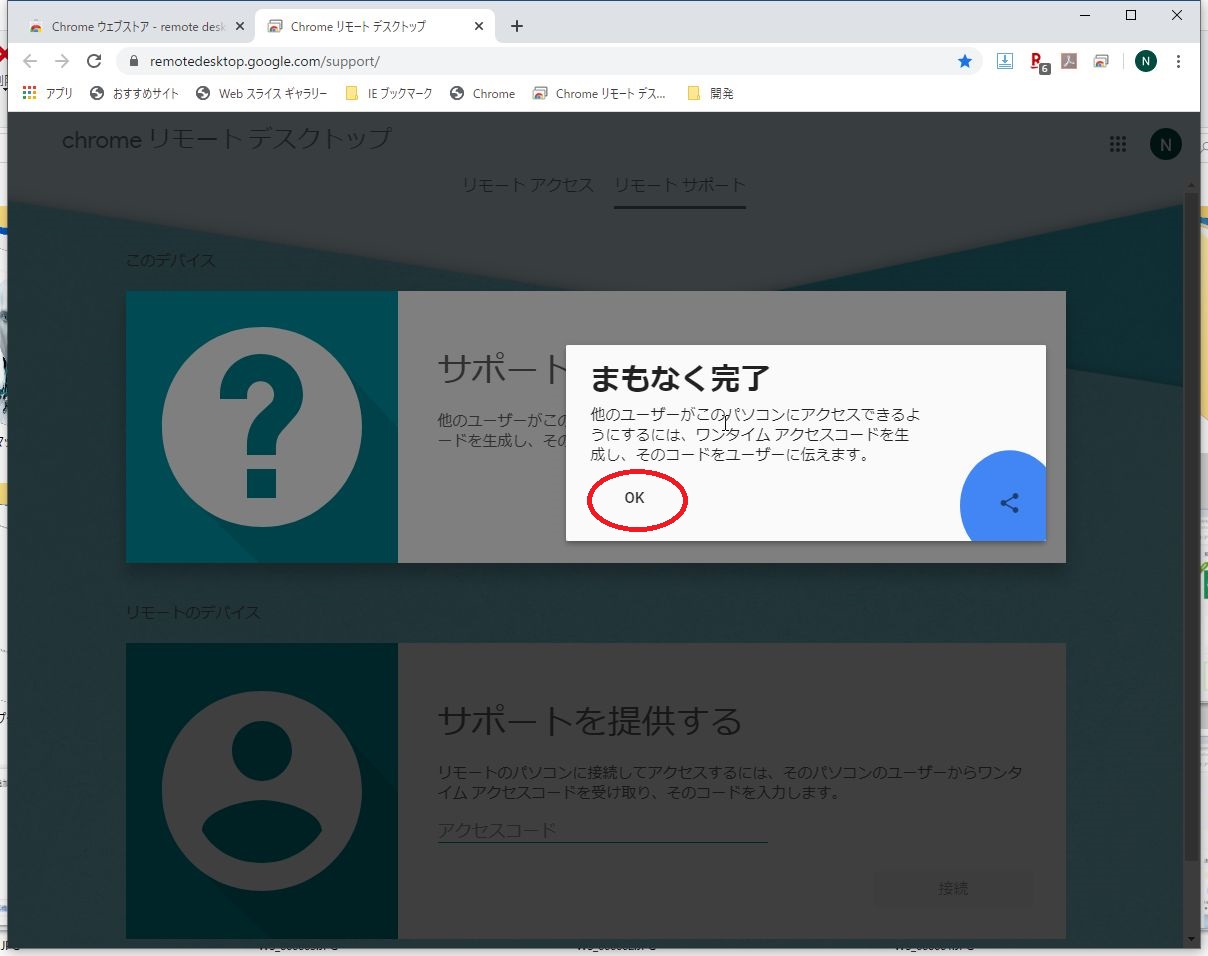 Chrome ウェブストア - remote desk
Chrome リモート デスクトップ
remotedesktop.google.com/support/
6
N
アプリ
おすすめサイト
Web スライス ギャラリー
IE ブックマーク
Chrome
Chrome リモート デス...
開発
chrome リモート デスクトップ
N
リモート アクセス
リモート サポート
このデバイス
サポート
他のユーザーがこの
ードを生成し、その
まもなく完了
他のユーザーがこのパソコンにアクセスできるよ
うにするには、ワンタイム アクセスコードを生
成し、そのコードをユーザーに伝えます。
OK
リモートのデバイス
サポートを提供する
リモートのパソコンに接続してアクセスするには、そのパソコンのユーザーからワンタ
イム アクセスコードを受け取り、そのコードを入力します。
アクセスコード
接続